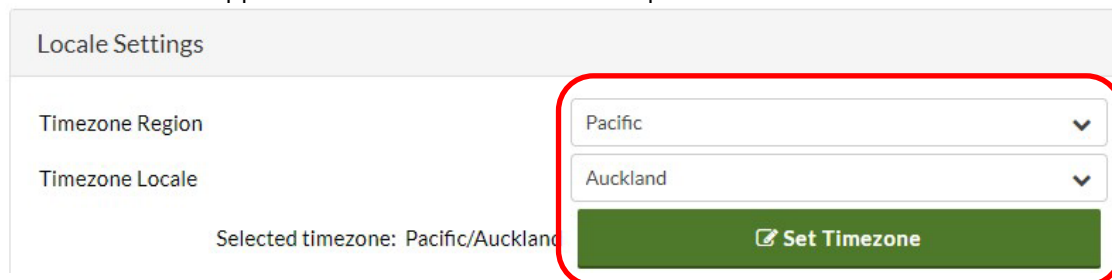 Locale Settings
Timezone Region Pacific
Timezone Locale Auckland
Selected timezone: Pacific/Auckland Set Timezone